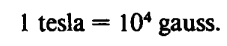 1 tesla = 10⁴ gauss.